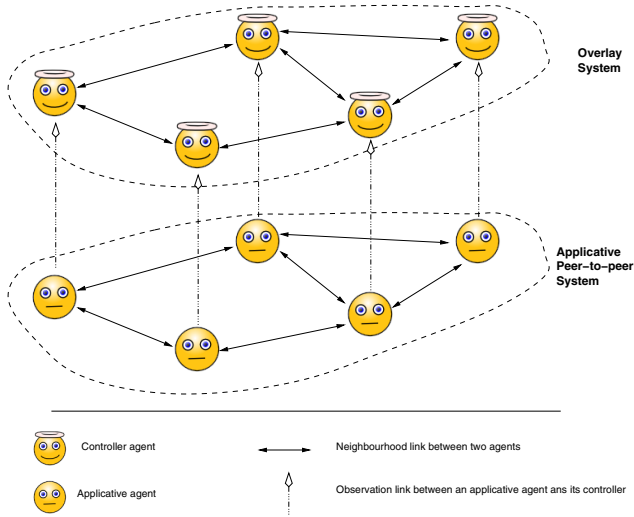 Overlay
System
Applicative
Peer−to−peer
System
Controller agent
Neighbourhood link between two agents
Applicative agent
Observation link between an applicative agent ans its controller